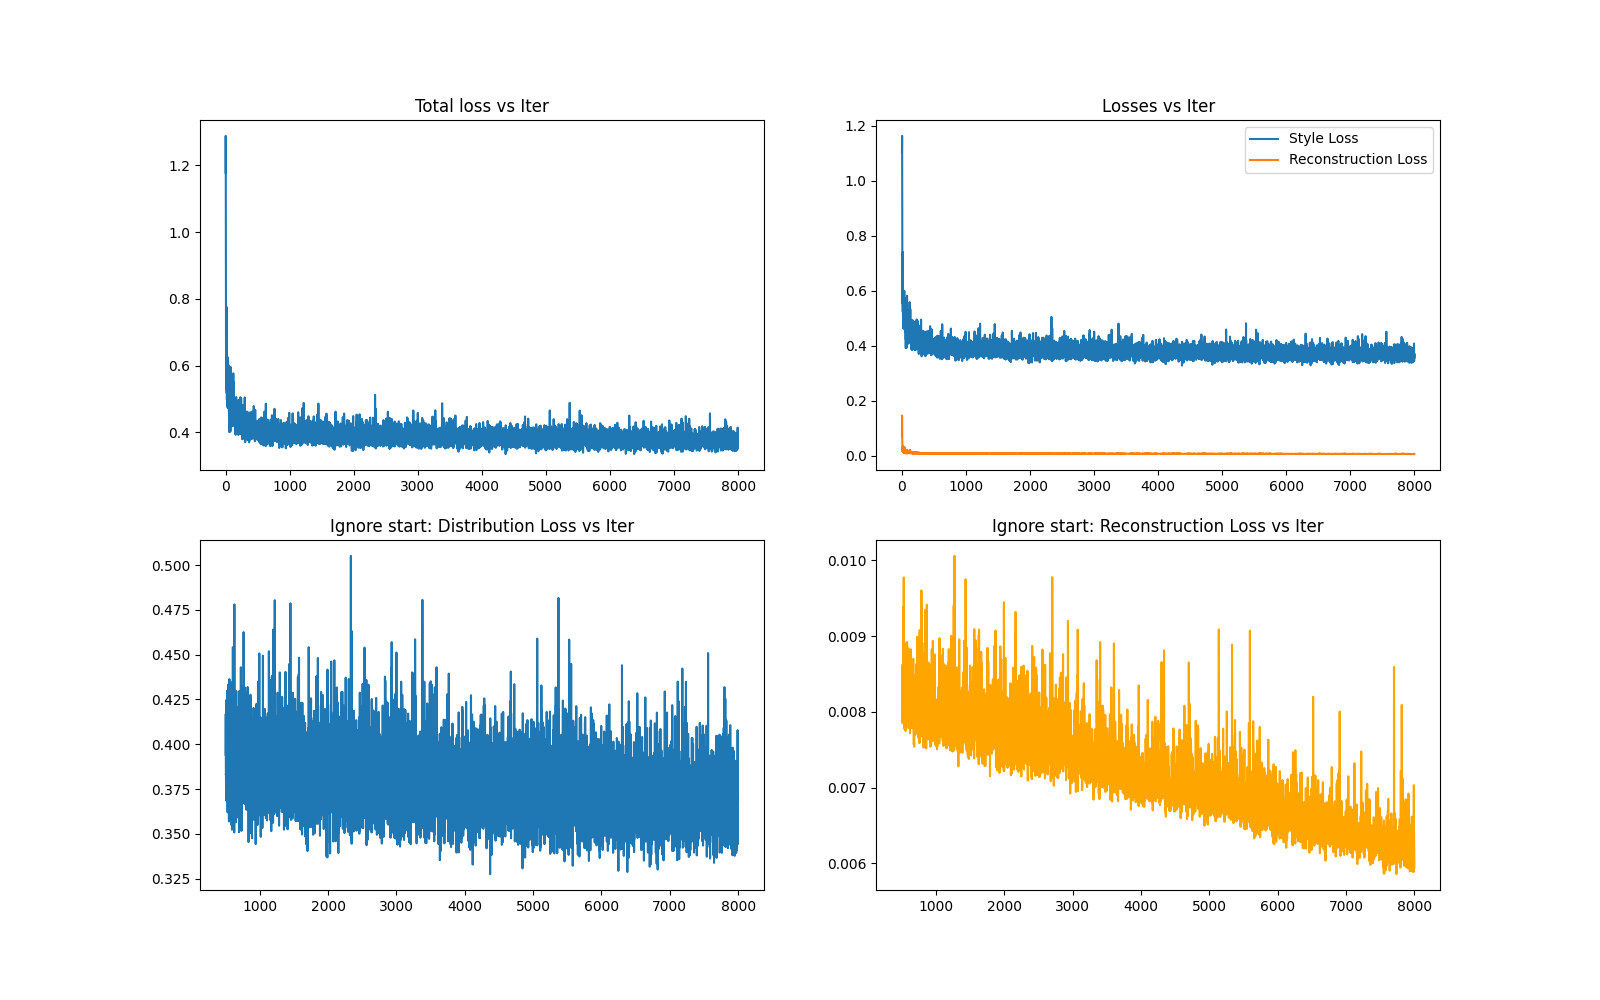 Total loss vs Iter
1.2
1.0
0.8
0.6
0.4
0 1000 2000 3000 4000 5000 6000 7000 8000
Losses vs Iter
Style Loss
Reconstruction Loss
1.2
1.0
0.8
0.6
0.4
0.2
0.0
0 1000 2000 3000 4000 5000 6000 7000 8000
Ignore start: Distribution Loss vs Iter
0.500
0.475
0.450
0.425
0.400
0.375
0.350
0.325
1000 2000 3000 4000 5000 6000 7000 8000
Ignore start: Reconstruction Loss vs Iter
0.010
0.009
0.008
0.007
0.006
1000 2000 3000 4000 5000 6000 7000 8000